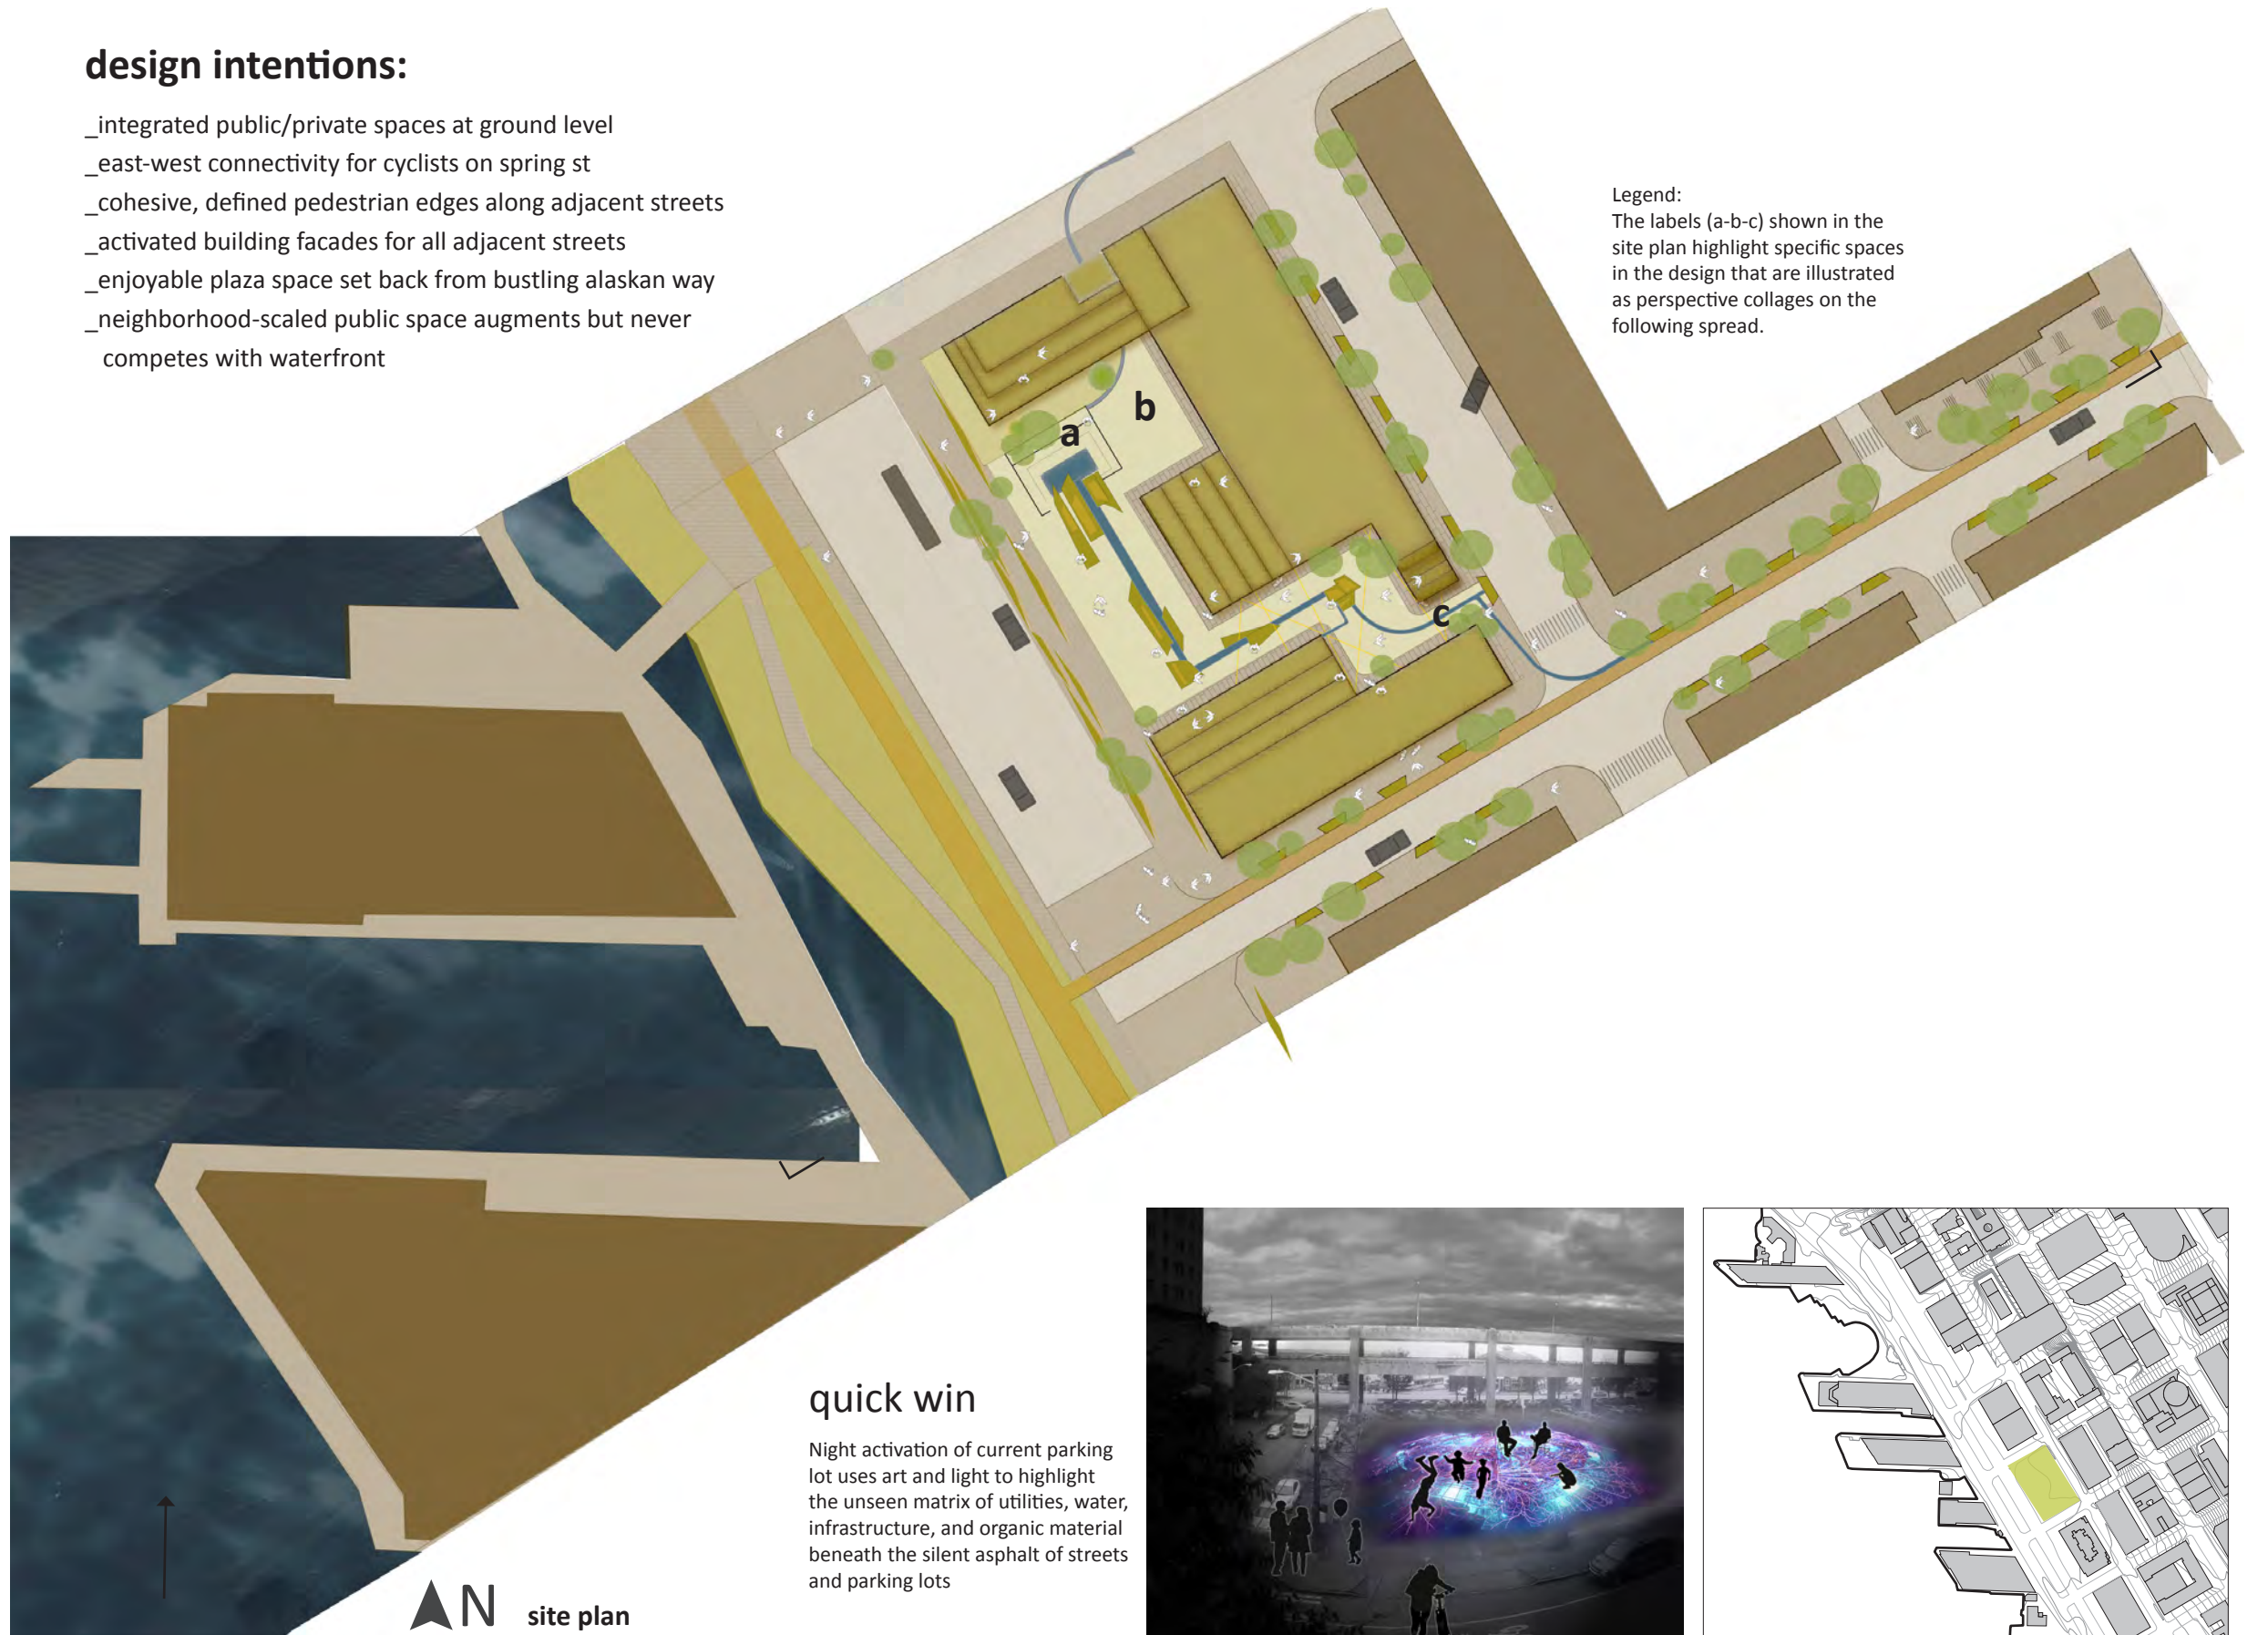 design intentions:
_integrated public/private spaces at ground level
_east-west connectivity for cyclists on spring st
_cohesive, defined pedestrian edges along adjacent streets
_activated building facades for all adjacent streets
_enjoyable plaza space set back from bustling alaskan way
_neighborhood-scaled public space augments but never
competes with waterfront
Legend:
The labels (a-b-c) shown in the
site plan highlight specific spaces
in the design that are illustrated
as perspective collages on the
following spread.
b
a
c
quick win
Night activation of current parking
lot uses art and light to highlight
the unseen matrix of utilities, water,
infrastructure, and organic material
beneath the silent asphalt of streets
and parking lots
N
site plan